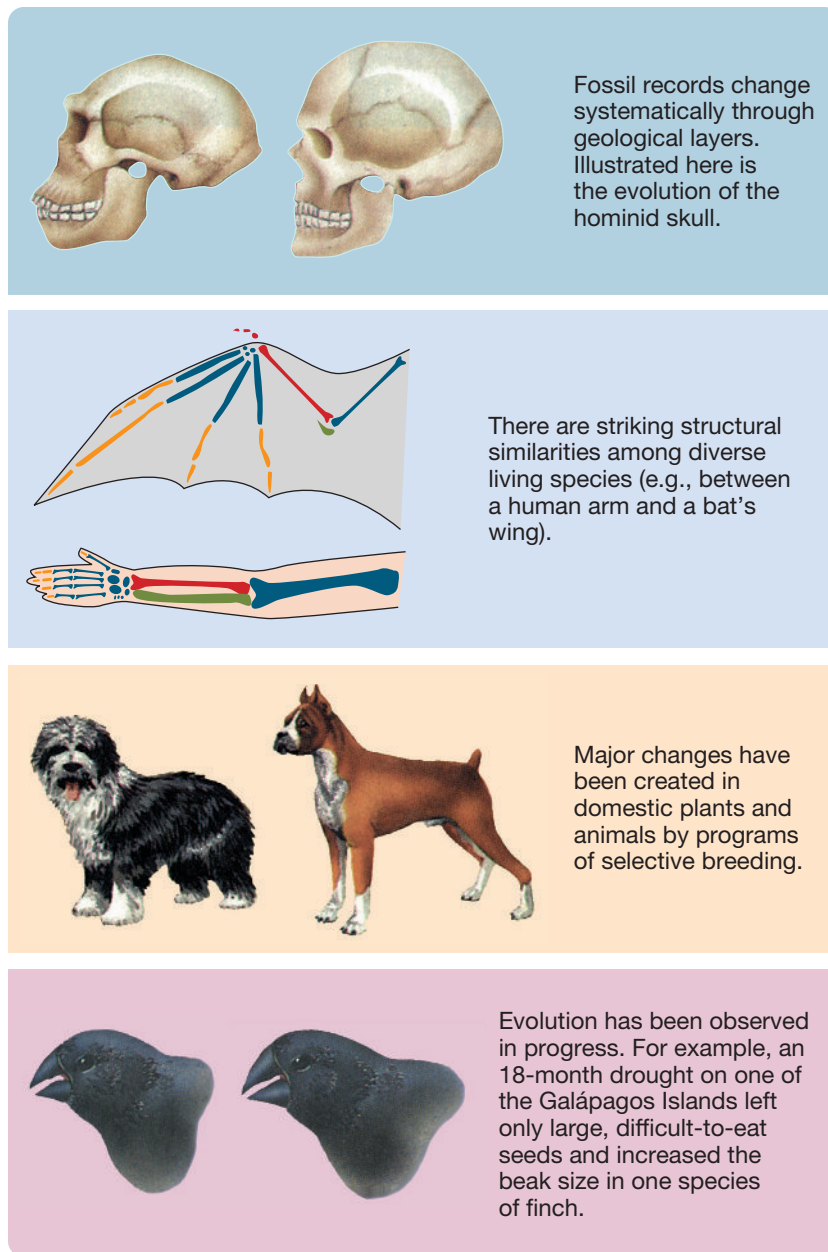 Fossil records change
systematically through
geological layers.
Illustrated here is
the evolution of the
hominid skull.
There are striking structural
similarities among diverse
living species (e.g., between
a human arm and a bat’s
wing).
Major changes have
been created in
domestic plants and
animals by programs
of selective breeding.
Evolution has been observed
in progress. For example, an
18-month drought on one of
the Galápagos Islands left
only large, difficult-to-eat
seeds and increased the
beak size in one species
of finch.